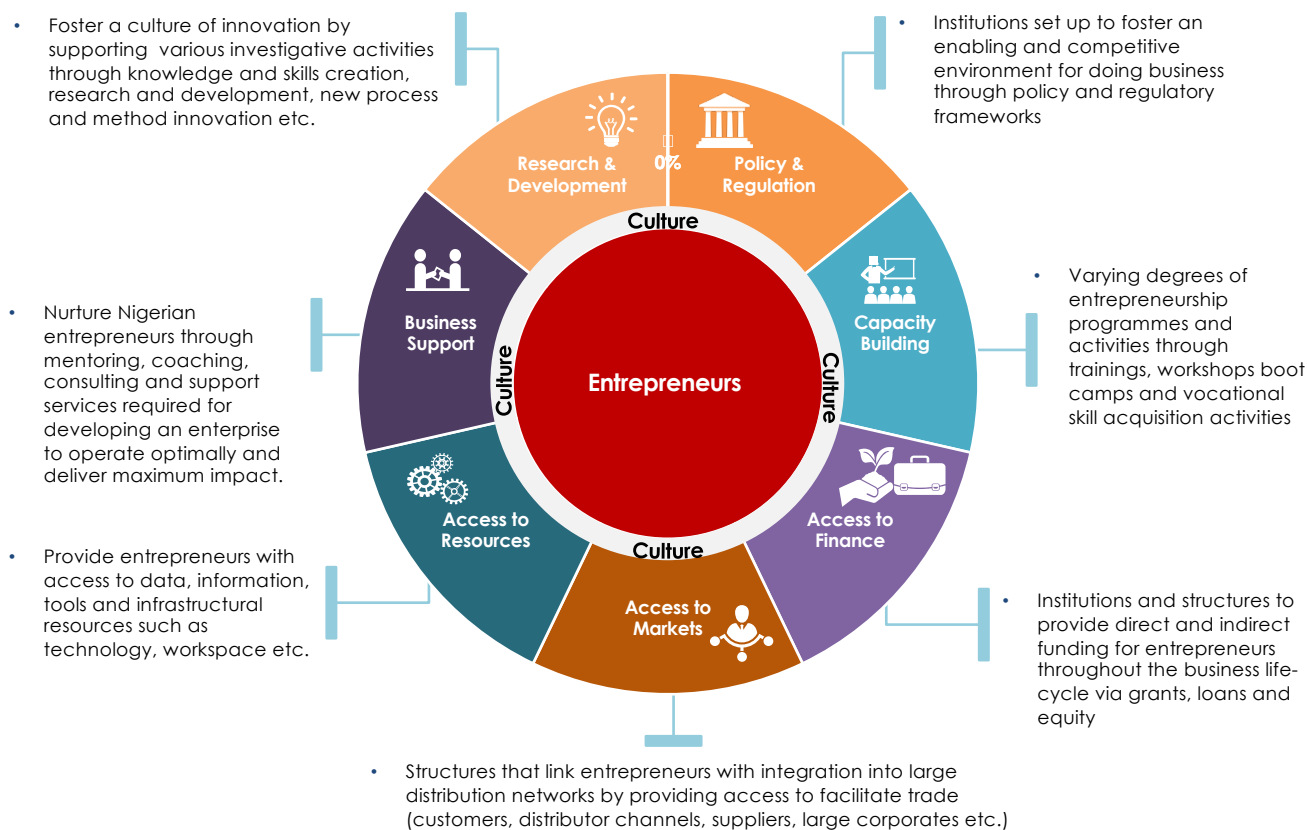 • Foster a culture of innovation by
supporting various investigative activities
through knowledge and skills creation,
research and development, new process
and method innovation etc.
• Institutions set up to foster an
enabling and competitive
environment for doing business
through policy and regulatory
frameworks
Research &
Development
0%
Policy &
Regulation
Culture
• Nurture Nigerian
entrepreneurs through
mentoring, coaching,
consulting and support
services required for
developing an enterprise
to operate optimally and
deliver maximum impact.
Business
Support
Culture
Entrepreneurs
Culture
Capacity
Building
• Varying degrees of
entrepreneurship
programmes and
activities through
trainings, workshops boot
camps and vocational
skill acquisition activities
Access to
Resources
Culture
Access to
Finance
• Provide entrepreneurs with
access to data, information,
tools and infrastructural
resources such as
technology, workspace etc.
Access to
Markets
• Institutions and structures to
provide direct and indirect
funding for entrepreneurs
throughout the business life-
cycle via grants, loans and
equity
• Structures that link entrepreneurs with integration into large
distribution networks by providing access to facilitate trade
(customers, distributor channels, suppliers, large corporates etc.)